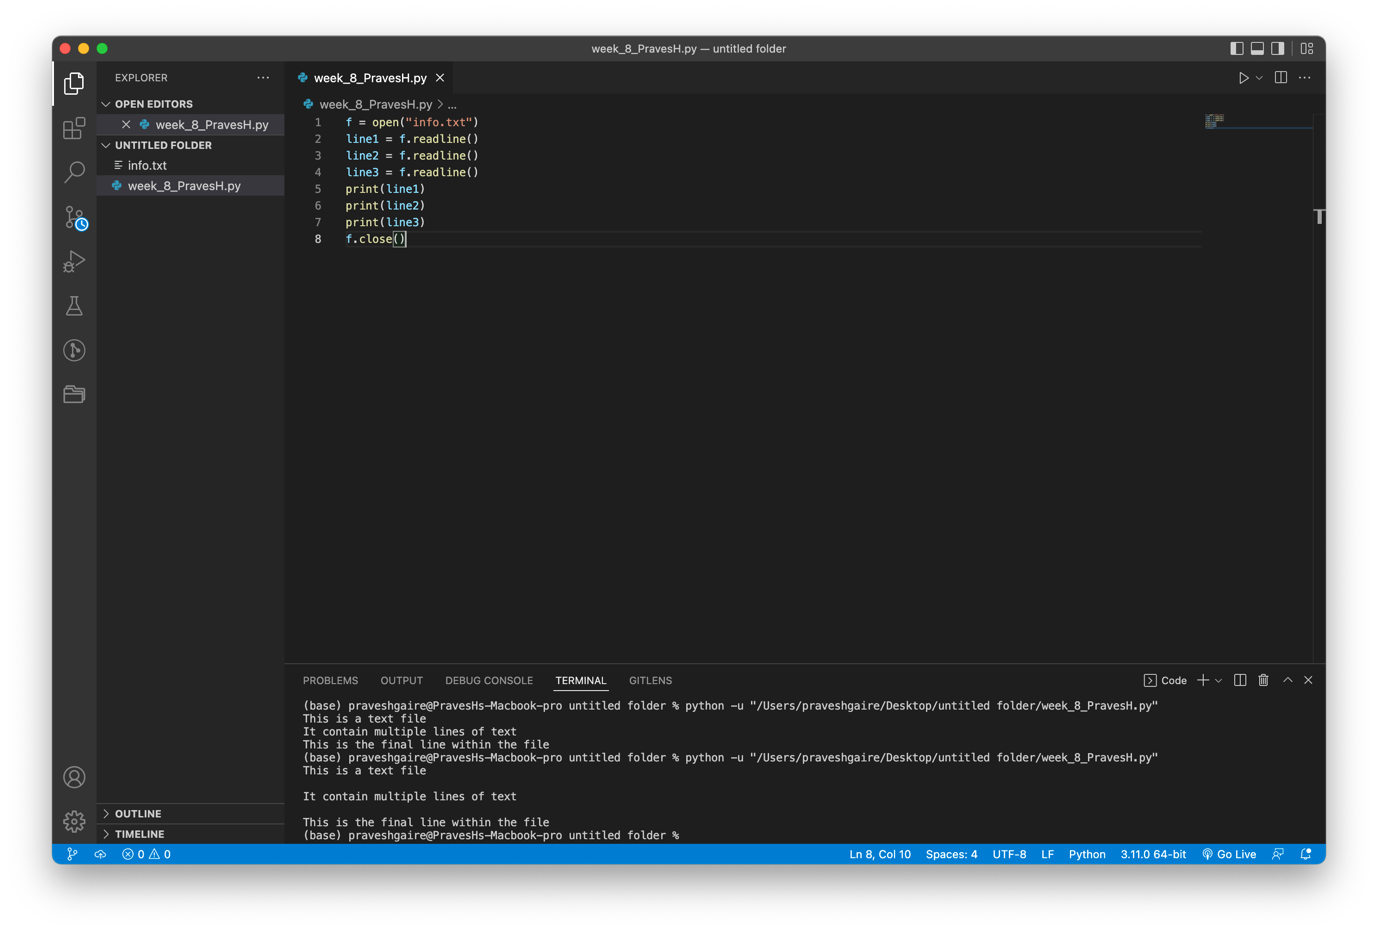 week_8_PravesH.py — untitled folder
EXPLORER
OPEN EDITORS
week_8_PravesH.py
UNTITLED FOLDER
info.txt
week_8_PravesH.py
OUTLINE
TIMELINE
week_8_PravesH.py
week_8_PravesH.py > ...
1 f = open("info.txt")
2 line1 = f.readline()
3 line2 = f.readline()
4 line3 = f.readline()
5 print(line1)
6 print(line2)
7 print(line3)
8 f.close()
PROBLEMS OUTPUT DEBUG CONSOLE TERMINAL GITLENS Code
(base) praveshgaire@PravesHs-Macbook-pro untitled folder % python -u "/Users/praveshgaire/Desktop/untitled folder/week_8_PravesH.py"
This is a text file
It contain multiple lines of text
This is the final line within the file
(base) praveshgaire@PravesHs-Macbook-pro untitled folder % python -u "/Users/praveshgaire/Desktop/untitled folder/week_8_PravesH.py"
This is a text file
It contain multiple lines of text
This is the final line within the file
(base) praveshgaire@PravesHs-Macbook-pro untitled folder %
0 0 Ln 8, Col 10 Spaces: 4 UTF-8 LF Python 3.11.0 64-bit Go Live